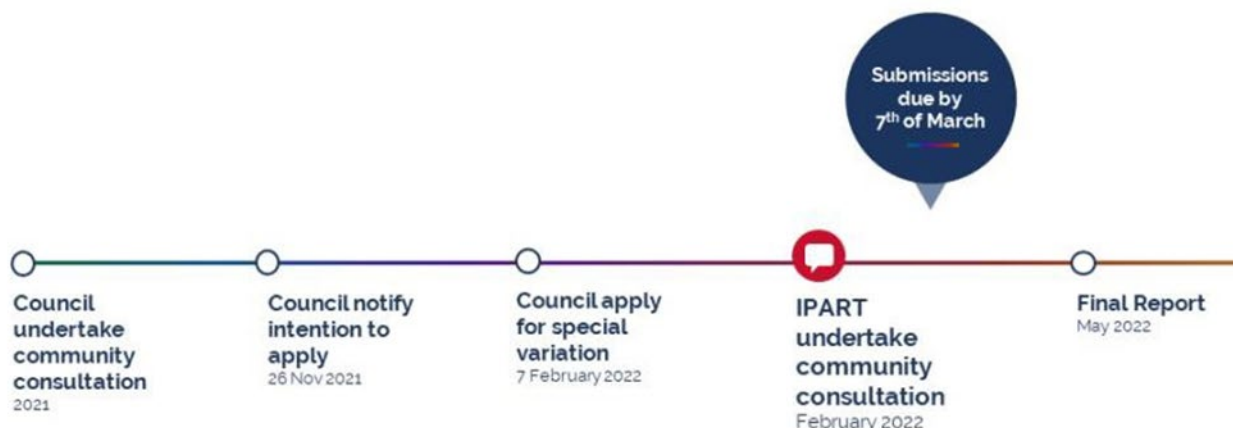 Submissions
due by
7th of March
Council
undertake
community
consultation
2021
Council notify
intention to
apply
26 Nov 2021
Council apply
for special
variation
7 February 2022
IPART
undertake
community
consultation
February 2022
Final Report
May 2022